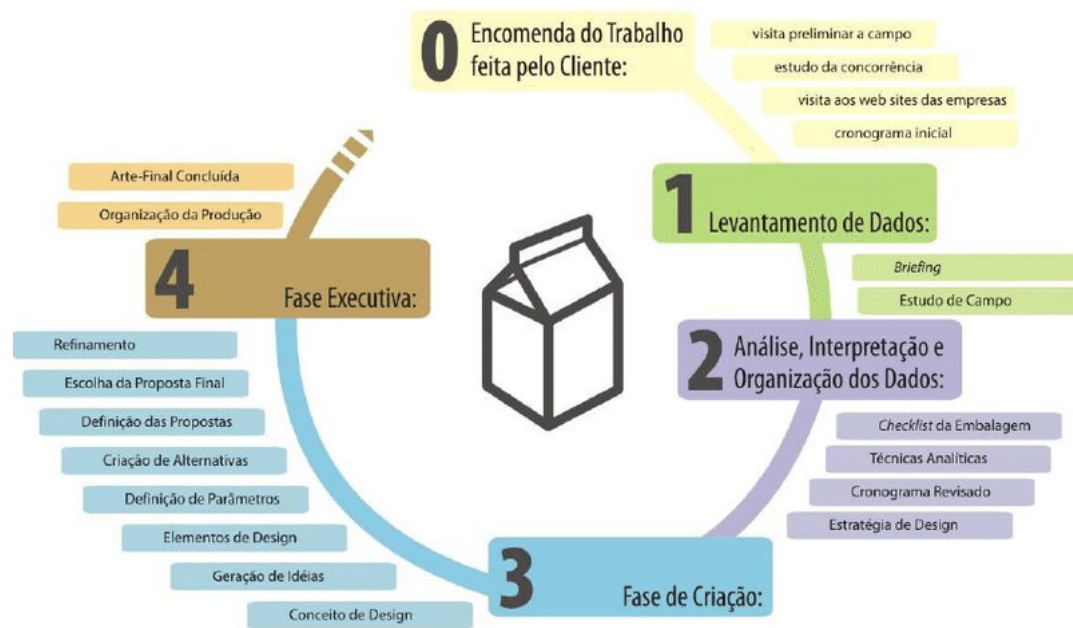 0
Encomenda do Trabalho
feita pelo Cliente:
visita preliminar a campo
estudo da concorrência
visita aos web sites das empresas
cronograma inicial
1
Levantamento de Dados:
Briefing
Estudo de Campo
2
Análise, Interpretação e
Organização dos Dados:
Checklist da Embalagem
Técnicas Analíticas
Cronograma Revisado
Estratégia de Design
3
Fase de Criação:
Conceito de Design
Geração de Idéias
Elementos de Design
Definição de Parâmetros
Criação de Alternativas
Definição das Propostas
Escolha da Proposta Final
Refinamento
4
Fase Executiva:
Organização da Produção
Arte-Final Concluída